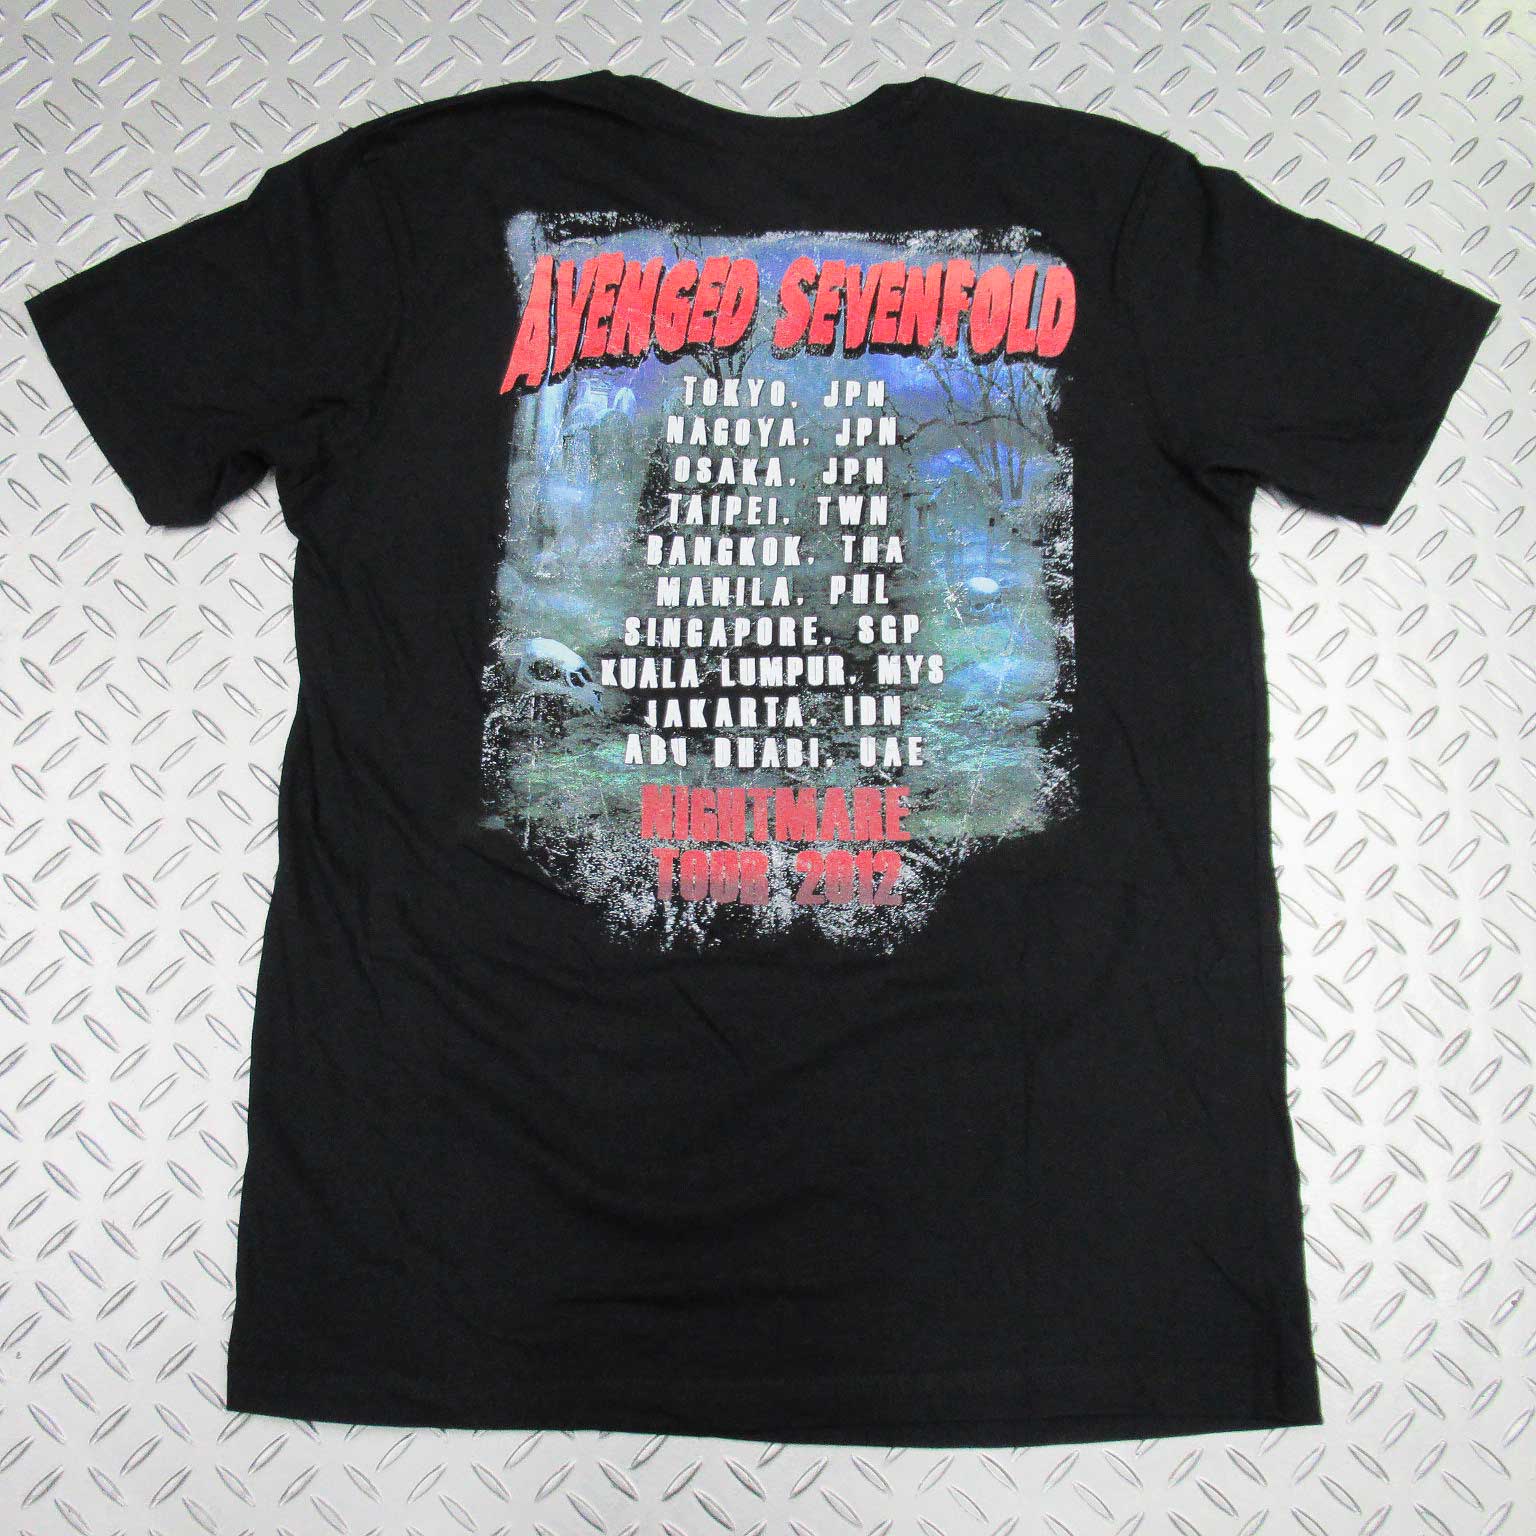 AVENGED SEVENFOLD
TOKYO, JPN
NAGOYA, JPN
OSAKA, JPN
TAIPEI, TWN
BANGKOK, THA
MANILA, PHL
SINGAPORE, SGP
KUALA LUMPUR, MYS
JAKARTA, IDN
ABU DHABI, UAE
NIGHTMARE
TOUR 2012